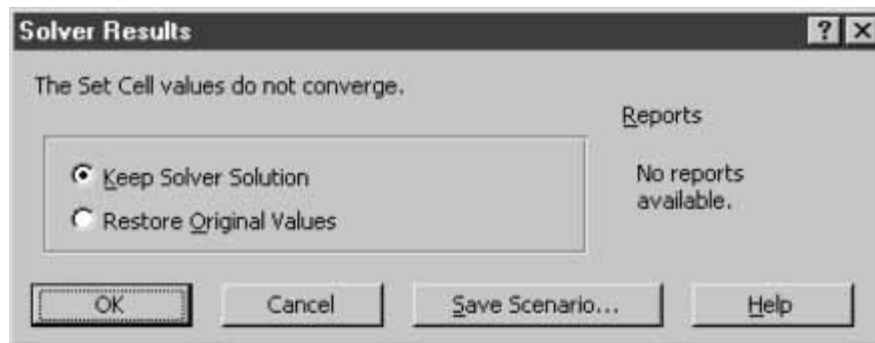 Solver Results
The Set Cell values do not converge.
Reports
Keep Solver Solution
No reports
available.
Restore Original Values
OK Cancel Save Scenario... Help